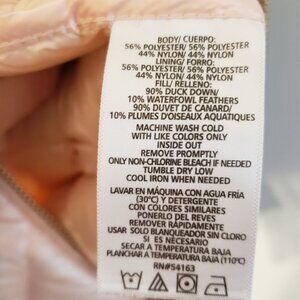 BODY/ CUERPO:
56% POLYESTER/ 56% POLYESTER
44% NYLON/ 44% NYLON
LINING/ FORRO:
56% POLYESTER/ 56% POLYESTER
44% NYLON/ 44% NYLON
FILL/ RELLENO:
90% DUCK DOWN/
10% WATERFOWL FEATHERS
90% DUVET DE CANARD/
10% PLUMES D'OISEAUX AQUATIQUES
MACHINE WASH COLD
WITH LIKE COLORS ONLY
INSIDE OUT
REMOVE PROMPTLY
ONLY NON-CHLORINE BLEACH IF NEEDED
TUMBLE DRY LOW
COOL IRON WHEN NEEDED
LAVAR EN MÁQUINA CON AGUA FRÍA
(30°C) Y DETERGENTE
CON COLORES SIMILARES
PONERLO DEL REVES
REMOVER RÁPIDAMENTE
USAR SOLO BLANQUEADOR SIN CLORO
SI ES NECESARIO
SECAR A TEMPERATURA BAJA
PLANCHAR A TEMPERATURA BAJA (110°C)
RN#54163